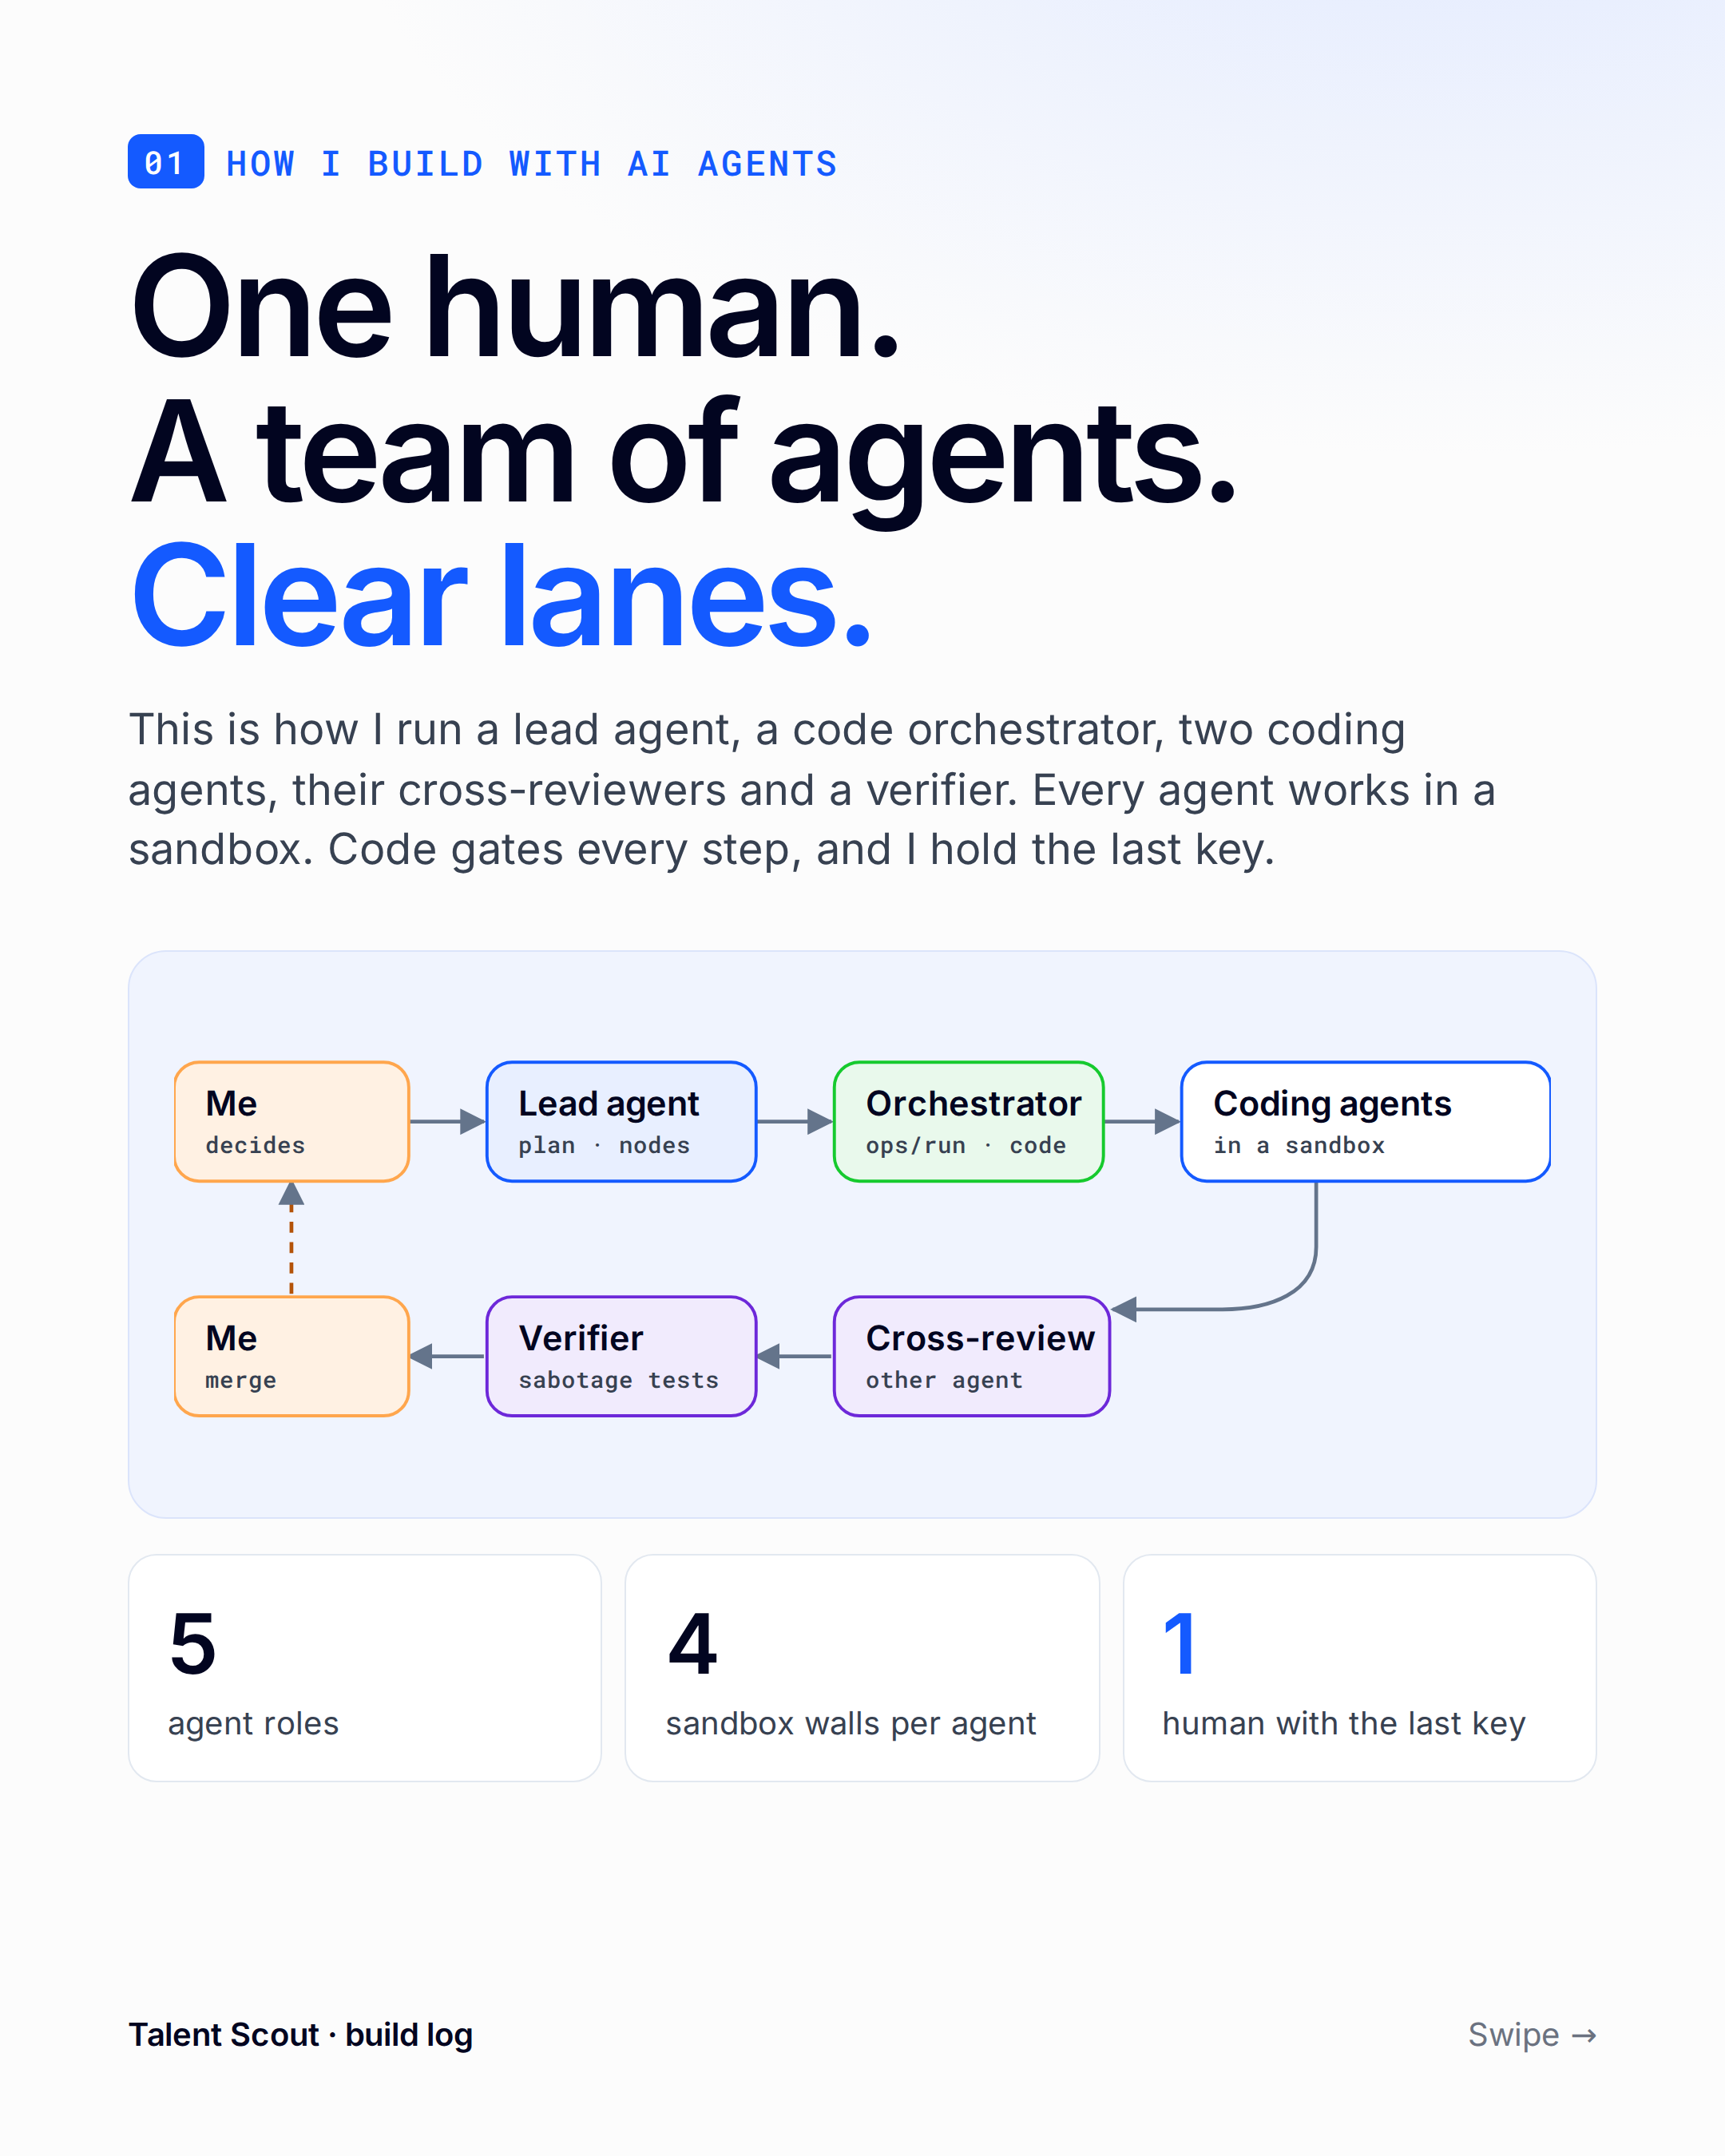 01 HOW I BUILD WITH AI AGENTS
One human.
A team of agents.
Clear lanes.
This is how I run a lead agent, a code orchestrator, two coding
agents, their cross-reviewers and a verifier. Every agent works in a
sandbox. Code gates every step, and I hold the last key.
Me
decides
Lead agent
plan · nodes
Orchestrator
ops/run · code
Coding agents
in a sandbox
Me
merge
Verifier
sabotage tests
Cross-review
other agent
5
agent roles
4
sandbox walls per agent
1
human with the last key
Talent Scout · build log
Swipe →